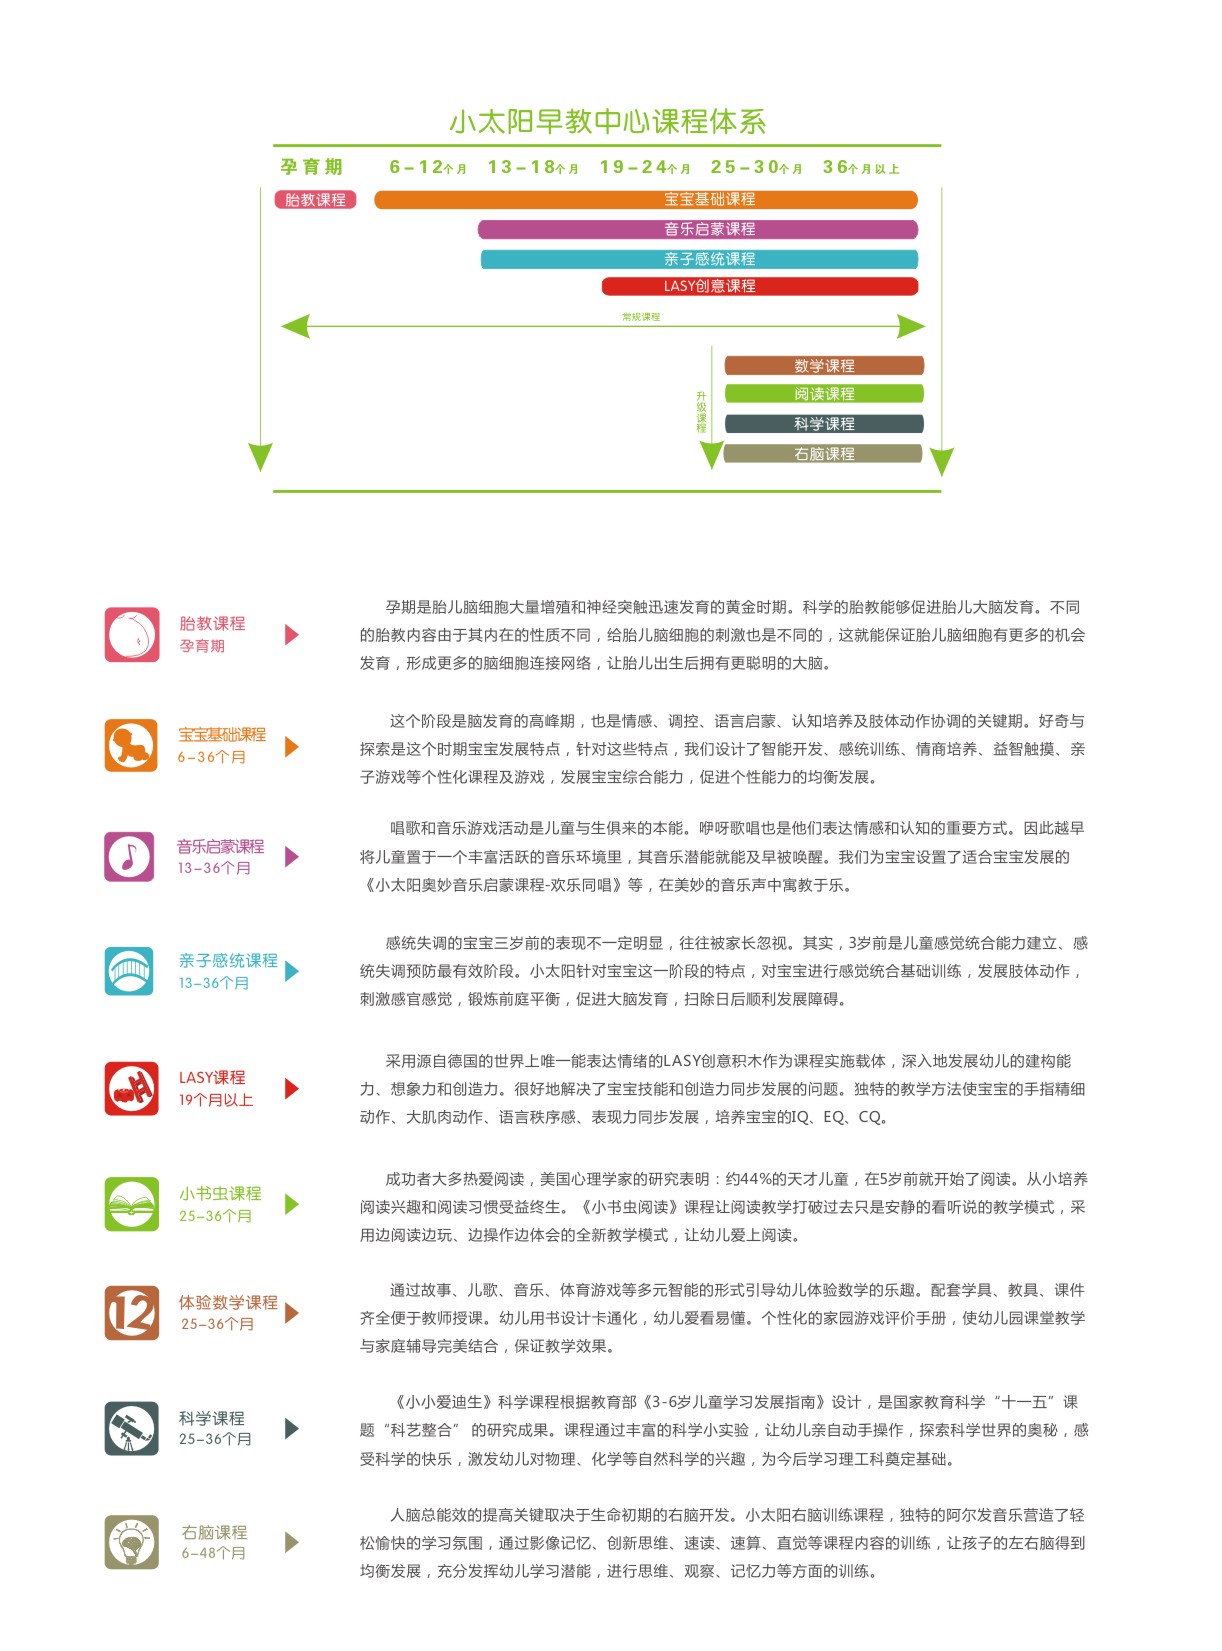 小太阳早教中心课程体系
孕育期 6-12个月 13-18个月 19-24个月 25-30个月 36个月以上
胎教课程 宝宝基础课程
音乐启蒙课程
亲子感统课程
LASY创意课程
常规课程
升级课程
数学课程
阅读课程
科学课程
右脑课程
胎教课程
孕育期
孕期是胎儿脑细胞大量增殖和神经突触迅速发育的黄金时期。科学的胎教能够促进胎儿大脑发育。不同
的胎教内容由于其内在的性质不同，给胎儿脑细胞的刺激也是不同的，这就能保证胎儿脑细胞有更多的机会
发育，形成更多的脑细胞连接网络，让胎儿出生后拥有更聪明的大脑。
宝宝基础课程
6-36个月
这个阶段是脑发育的高峰期，也是情感、调控、语言启蒙、认知培养及肢体动作协调的关键期。好奇与
探索是这个时期宝宝发展特点，针对这些特点，我们设计了智能开发、感统训练、情商培养、益智触摸、亲
子游戏等个性化课程及游戏，发展宝宝综合能力，促进个性能力的均衡发展。
音乐启蒙课程
13-36个月
唱歌和音乐游戏活动是儿童与生俱来的本能。咿呀歌唱也是他们表达情感和认知的重要方式。因此越早
将儿童置于一个丰富活跃的音乐环境里，其音乐潜能就能及早被唤醒。我们为宝宝设置了适合宝宝发展的
《小太阳奥妙音乐启蒙课程-欢乐同唱》等，在美妙的音乐声中寓教于乐。
亲子感统课程
13-36个月
感统失调的宝宝三岁前的表现不一定明显，往往被家长忽视。其实，3岁前是儿童感觉统合能力建立、感
统失调预防最有效阶段。小太阳针对宝宝这一阶段的特点，对宝宝进行感觉统合基础训练，发展肢体动作，
刺激感官感觉，锻炼前庭平衡，促进大脑发育，扫除日后顺利发展障碍。
LASY课程
19个月以上
采用源自德国的世界上唯一能表达情绪的LASY创意积木作为课程实施载体，深入地发展幼儿的建构能
力、想象力和创造力。很好地解决了宝宝技能和创造力同步发展的问题。独特的教学方法使宝宝的手指精细
动作、大肌肉动作、语言秩序感、表现力同步发展，培养宝宝的IQ、EQ、CQ。
小书虫课程
25-36个月
成功者大多热爱阅读，美国心理学家的研究表明：约44%的天才儿童，在5岁前就开始了阅读。从小培养
阅读兴趣和阅读习惯受益终生。《小书虫阅读》课程让阅读教学打破过去只是安静的看听说的教学模式，采
用边阅读边玩、边操作边体会的全新教学模式，让幼儿爱上阅读。
12
体验数学课程
25-36个月
通过故事、儿歌、音乐、体育游戏等多元智能的形式引导幼儿体验数学的乐趣。配套学具、教具、课件
齐全便于教师授课。幼儿用书设计卡通化，幼儿爱看易懂。个性化的家园游戏评价手册，使幼儿园课堂教学
与家庭辅导完美结合，保证教学效果。
科学课程
25-36个月
《小小爱迪生》科学课程根据教育部《3-6岁儿童学习发展指南》设计，是国家教育科学“十一五”课
题“科艺整合” 的研究成果。课程通过丰富的科学小实验，让幼儿亲自动手操作，探索科学世界的奥秘，感
受科学的快乐，激发幼儿对物理、化学等自然科学的兴趣，为今后学习理工科奠定基础。
右脑课程
6-48个月
人脑总能效的提高关键取决于生命初期的右脑开发。小太阳右脑训练课程，独特的阿尔发音乐营造了轻
松愉快的学习氛围，通过影像记忆、创新思维、速读、速算、直觉等课程内容的训练，让孩子的左右脑得到
均衡发展，充分发挥幼儿学习潜能，进行思维、观察、记忆力等方面的训练。